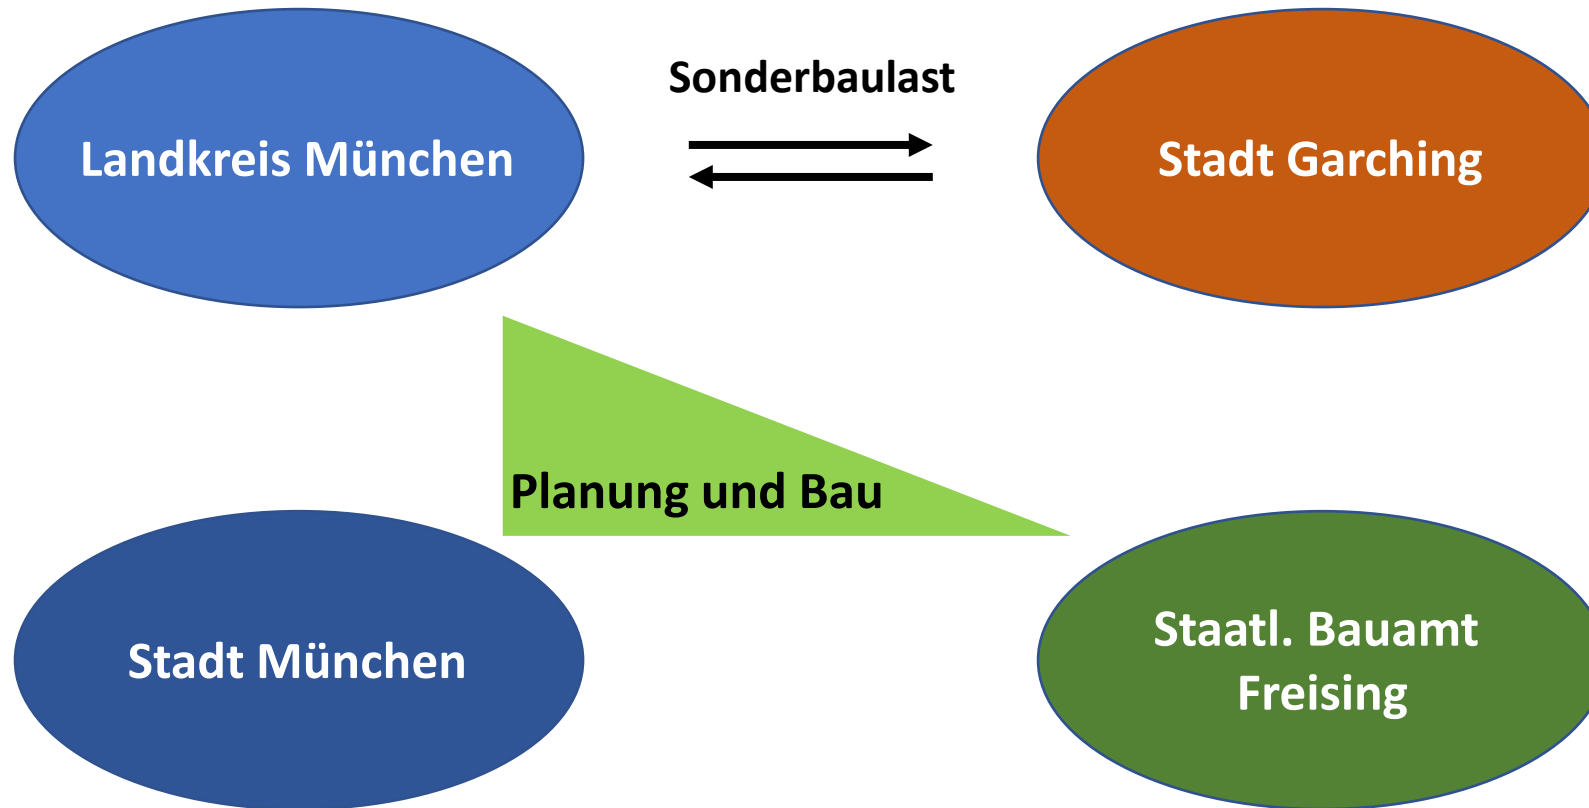 Sonderbaulast
Landkreis München
Stadt Garching
Planung und Bau
Stadt München
Staatl. Bauamt
Freising